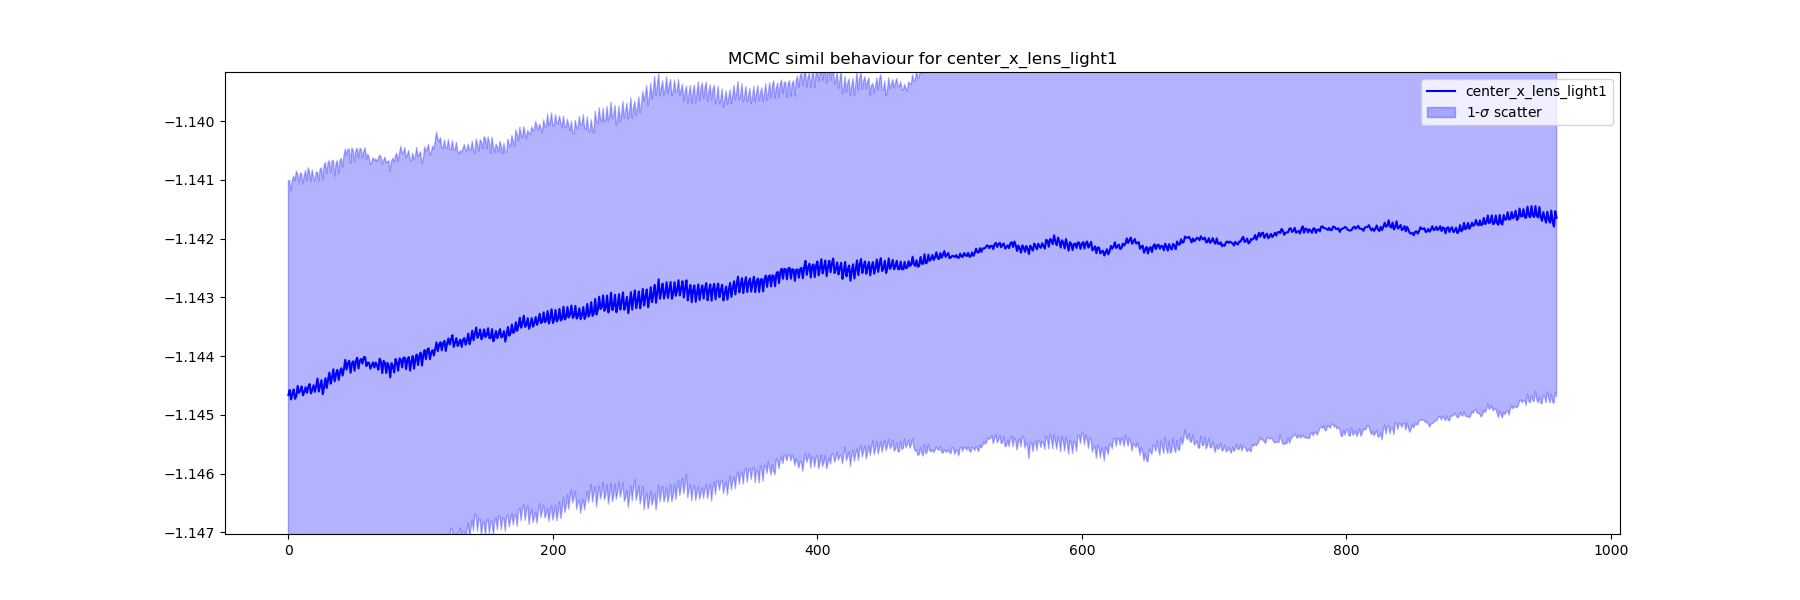 MCMC simil behaviour for center_x_lens_light1
center_x_lens_light1
1-σ scatter
−1.140
−1.141
−1.142
−1.143
−1.144
−1.145
−1.146
−1.147
0 200 400 600 800 1000